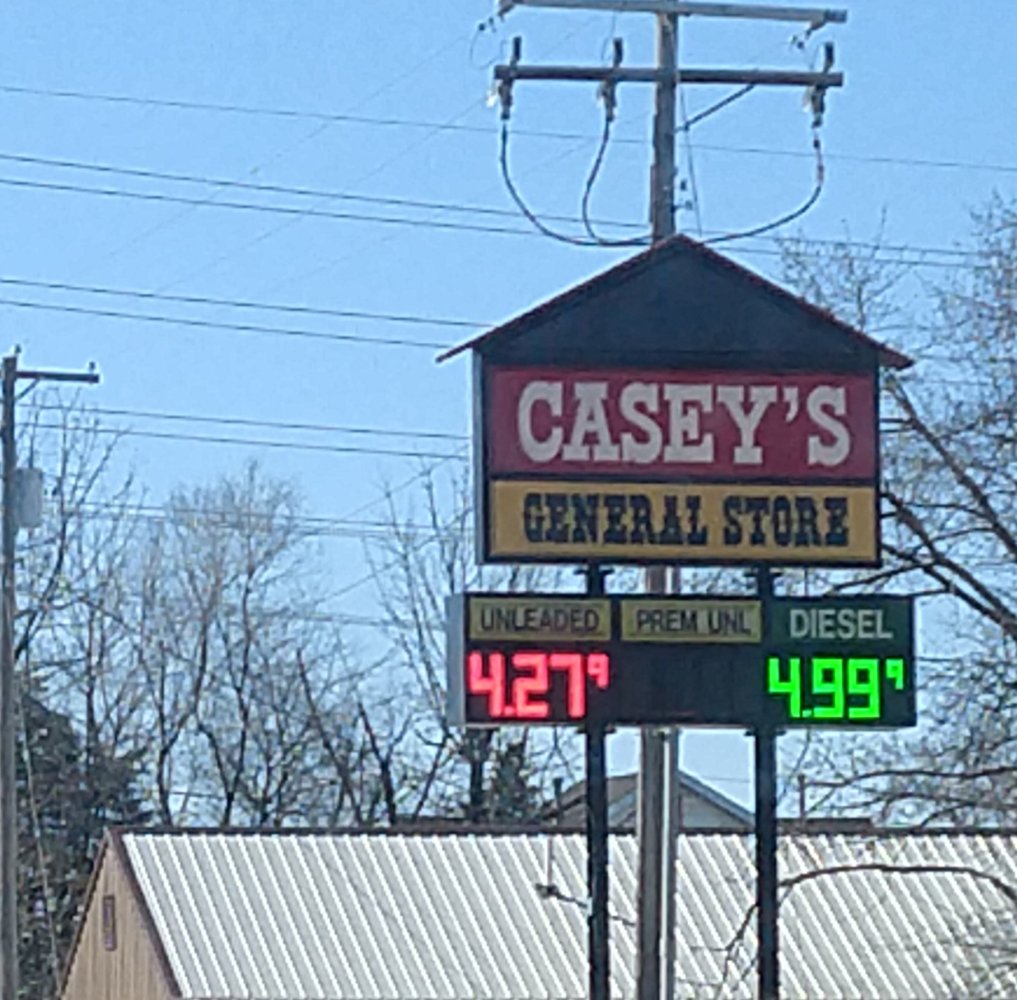 CASEY'S
GENERAL STORE
UNLEADED PREM UNL DIESEL
4.27⁹ 4.99⁹